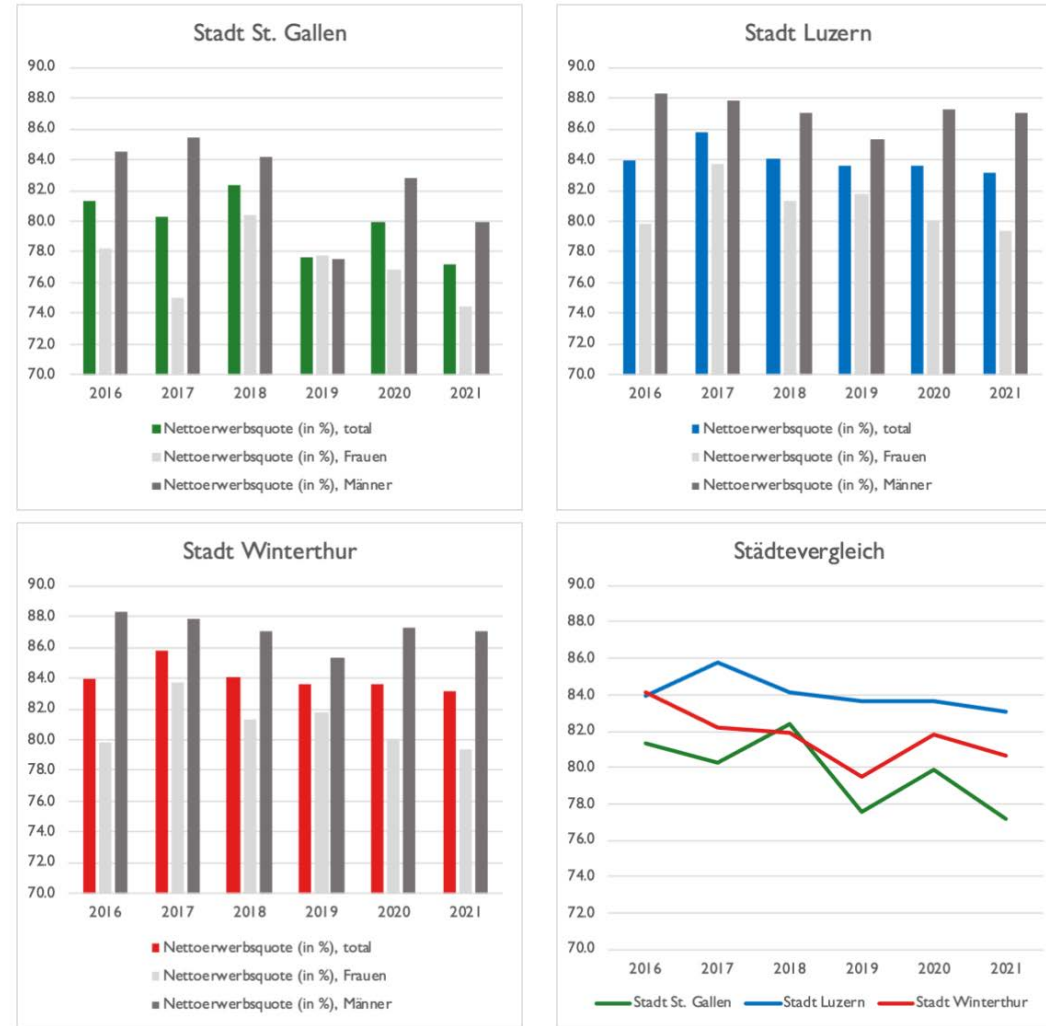 Stadt St. Gallen
90.0
88.0
86.0
84.0
82.0
80.0
78.0
76.0
74.0
72.0
70.0
2016 2017 2018 2019 2020 2021
Nettoerwerbsquote (in %), total
Nettoerwerbsquote (in %), Frauen
Nettoerwerbsquote (in %), Männer
Stadt Luzern
90.0
88.0
86.0
84.0
82.0
80.0
78.0
76.0
74.0
72.0
70.0
2016 2017 2018 2019 2020 2021
Nettoerwerbsquote (in %), total
Nettoerwerbsquote (in %), Frauen
Nettoerwerbsquote (in %), Männer
Stadt Winterthur
90.0
88.0
86.0
84.0
82.0
80.0
78.0
76.0
74.0
72.0
70.0
2016 2017 2018 2019 2020 2021
Nettoerwerbsquote (in %), total
Nettoerwerbsquote (in %), Frauen
Nettoerwerbsquote (in %), Männer
Städtevergleich
90.0
88.0
86.0
84.0
82.0
80.0
78.0
76.0
74.0
72.0
70.0
2016 2017 2018 2019 2020 2021
Stadt St. Gallen Stadt Luzern Stadt Winterthur